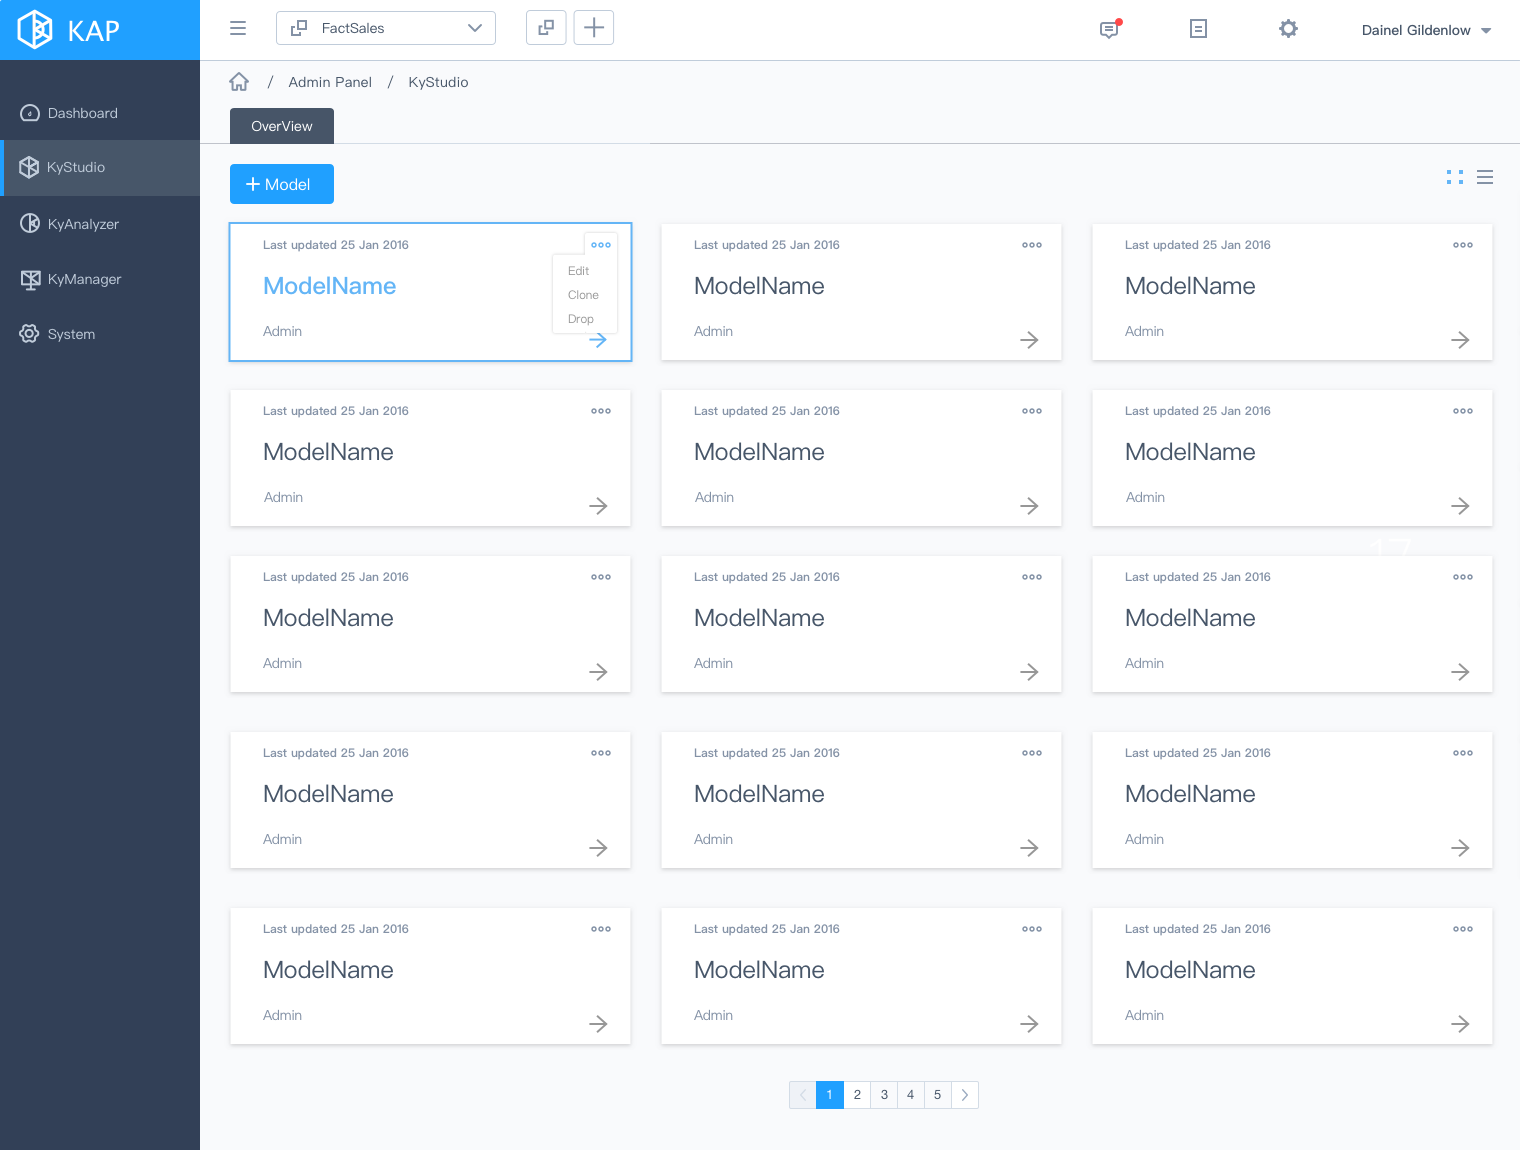 KAP
FactSales
Dainel Gildenlow
/ Admin Panel / KyStudio
Dashboard
KyStudio
KyAnalyzer
KyManager
System
OverView
+ Model
Last updated 25 Jan 2016
ModelName
Admin
Edit
Clone
Drop
Last updated 25 Jan 2016
ModelName
Admin
Last updated 25 Jan 2016
ModelName
Admin
Last updated 25 Jan 2016
ModelName
Admin
Last updated 25 Jan 2016
ModelName
Admin
Last updated 25 Jan 2016
ModelName
Admin
17
Last updated 25 Jan 2016
ModelName
Admin
Last updated 25 Jan 2016
ModelName
Admin
Last updated 25 Jan 2016
ModelName
Admin
Last updated 25 Jan 2016
ModelName
Admin
Last updated 25 Jan 2016
ModelName
Admin
Last updated 25 Jan 2016
ModelName
Admin
Last updated 25 Jan 2016
ModelName
Admin
Last updated 25 Jan 2016
ModelName
Admin
Last updated 25 Jan 2016
ModelName
Admin
1 2 3 4 5